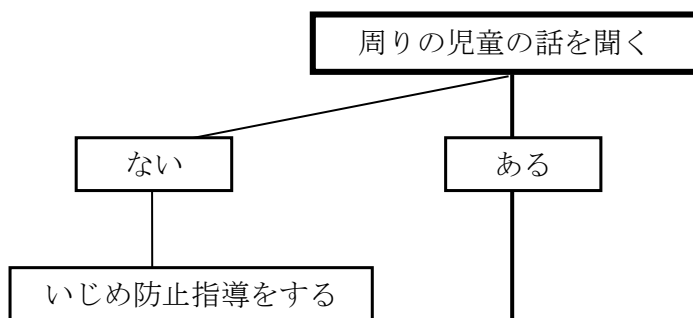 周りの児童の話を聞く
ない
ある
いじめ防止指導をする